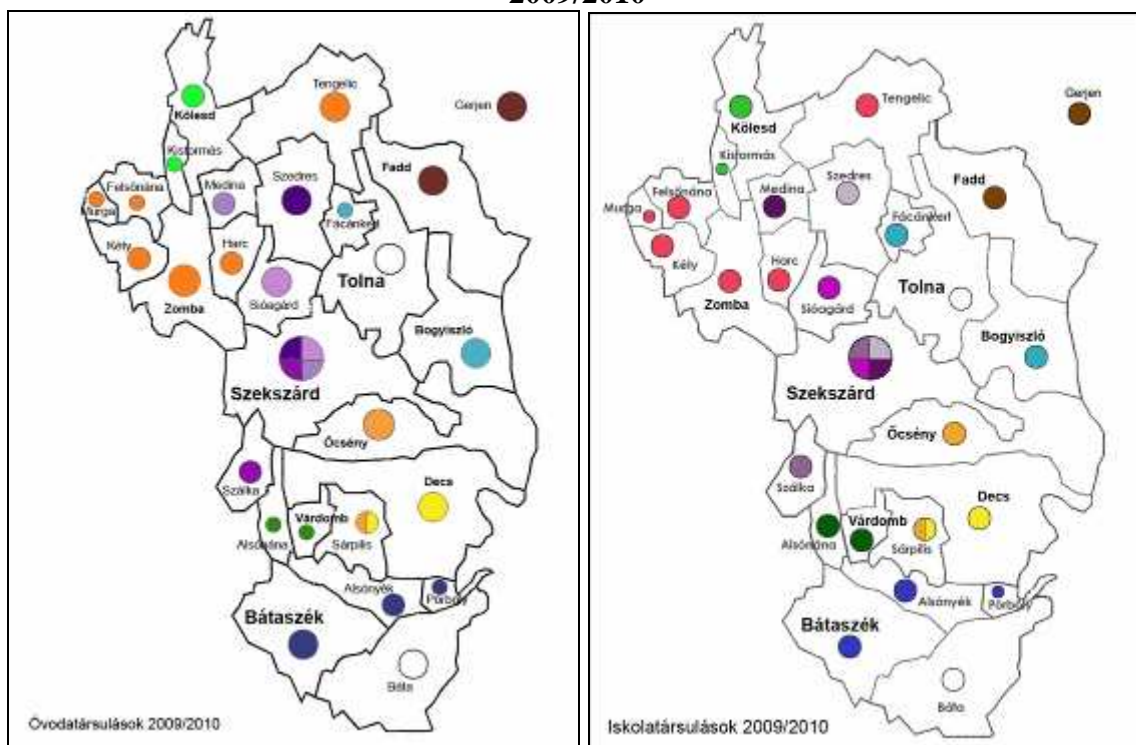 2009/2010
Tengelic
Gerjen
Kölesd
Kistormás
Fadd
Felsőnána
Medina
Szedres
Murga
Fácánkert
Kély
Harc
Tolna
Zomba
Sióagárd
Bogyiszló
Szekszárd
Őcsény
Szálka
Decs
Várdomb
Alsónána
Sárpilis
Alsónyék
Pörböly
Bátaszék
Báta
Óvodatársulások 2009/2010
Tengelic
Gerjen
Kölesd
Kistormás
Fadd
Felsőnána
Medina
Szedres
Murga
Fácánkert
Kély
Harc
Tolna
Zomba
Sióagárd
Bogyiszló
Szekszárd
Őcsény
Szálka
Decs
Várdomb
Alsónána
Sárpilis
Alsónyék
Pörböly
Bátaszék
Báta
Iskolatársulások 2009/2010